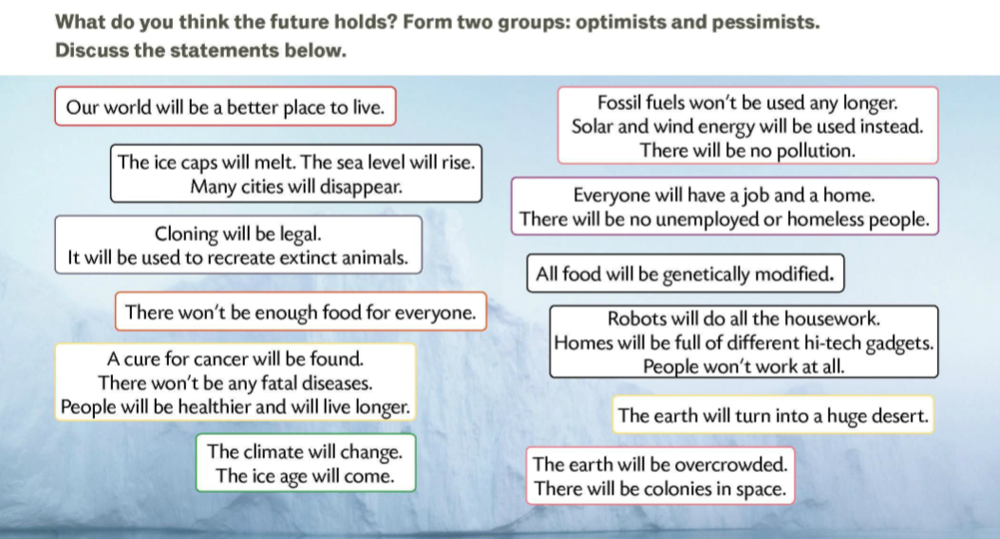 What do you think the future holds? Form two groups: optimists and pessimists.
Discuss the statements below.
Our world will be a better place to live.
Fossil fuels won't be used any longer.
Solar and wind energy will be used instead.
There will be no pollution.
The ice caps will melt. The sea level will rise.
Many cities will disappear.
Everyone will have a job and a home.
There will be no unemployed or homeless people.
Cloning will be legal.
It will be used to recreate extinct animals.
All food will be genetically modified.
There won't be enough food for everyone.
Robots will do all the housework.
Homes will be full of different hi-tech gadgets.
People won't work at all.
A cure for cancer will be found.
There won't be any fatal diseases.
People will be healthier and will live longer.
The earth will turn into a huge desert.
The climate will change.
The ice age will come.
The earth will be overcrowded.
There will be colonies in space.